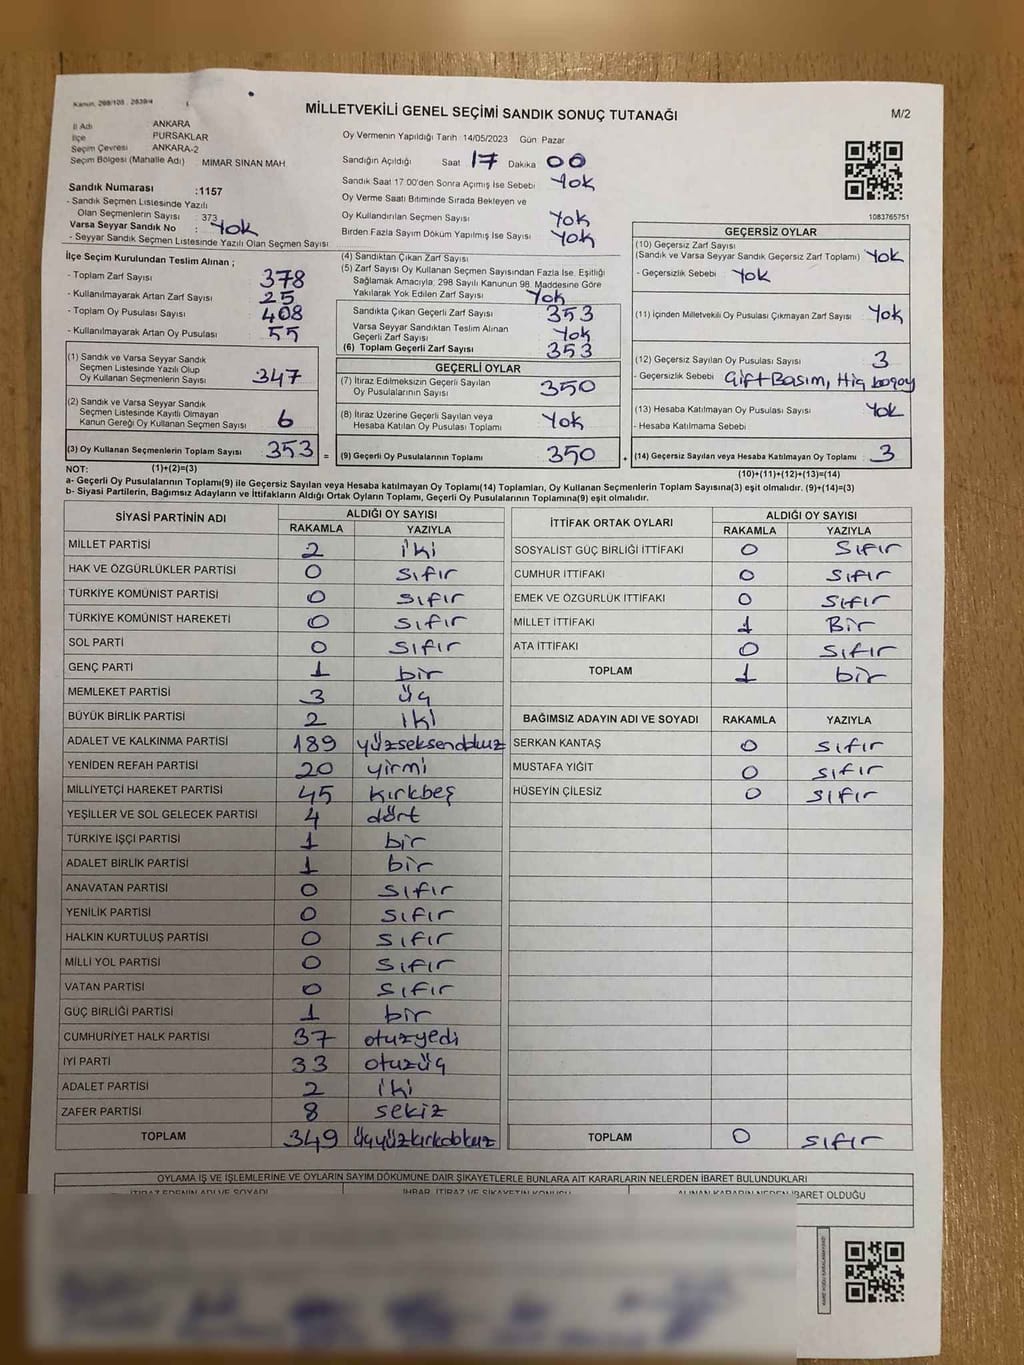 Kanun, 298/105 , 2839/4
MİLLETVEKİLİ GENEL SEÇİMİ SANDIK SONUÇ TUTANAĞI
M/2
İl Adı ANKARA
İlçe PURSAKLAR
Seçim Çevresi ANKARA-2
Seçim Bölgesi (Mahalle Adı) MİMAR SİNAN MAH
Sandık Numarası :1157
- Sandık Seçmen Listesinde Yazılı
Olan Seçmenlerin Sayısı : 373
Varsa Seyyar Sandık No : Yok
- Seyyar Sandık Seçmen Listesinde Yazılı Olan Seçmen Sayısı
Oy Vermenin Yapıldığı Tarih 14/05/2023 Gün Pazar
Sandığın Açıldığı Saat 17 Dakika 00
Sandık Saat 17:00'den Sonra Açımış İse Sebebi Yok
Oy Verme Saati Bitiminde Sırada Bekleyen ve
Oy Kullandırılan Seçmen Sayısı Yok
Birden Fazla Sayım Döküm Yapılmış İse Sayısı Yok
1083765751
İlçe Seçim Kurulundan Teslim Alınan ;
- Toplam Zarf Sayısı 378
- Kullanılmayarak Artan Zarf Sayısı 25
- Toplam Oy Pusulası Sayısı 408
- Kullanılmayarak Artan Oy Pusulası 55
(1) Sandık ve Varsa Seyyar Sandık
Seçmen Listesinde Yazılı Olup
Oy Kullanan Seçmenlerin Sayısı 347
(2) Sandık ve Varsa Seyyar Sandık
Seçmen Listesinde Kayıtlı Olmayan
Kanun Gereği Oy Kullanan Seçmen Sayısı 6
(3) Oy Kullanan Seçmenlerin Toplam Sayısı 353 =
(4) Sandıktan Çıkan Zarf Sayısı
(5) Zarf Sayısı Oy Kullanan Seçmen Sayısından Fazla İse, Eşitliği
Sağlamak Amacıyla, 298 Sayılı Kanunun 98. Maddesine Göre
Yakılarak Yok Edilen Zarf Sayısı Yok
Sandıkta Çıkan Geçerli Zarf Sayısı 353
Varsa Seyyar Sandıktan Teslim Alınan
Geçerli Zarf Sayısı Yok
(6) Toplam Geçerli Zarf Sayısı 353
GEÇERLİ OYLAR
(7) İtiraz Edilmeksizin Geçerli Sayılan
Oy Pusulalarının Sayısı 350
(8) İtiraz Üzerine Geçerli Sayılan veya
Hesaba Katılan Oy Pusulası Toplamı Yok
(9) Geçerli Oy Pusulalarının Toplamı 350 +
GEÇERSİZ OYLAR
(10) Geçersiz Zarf Sayısı
(Sandık ve Varsa Seyyar Sandık Geçersiz Zarf Toplamı) Yok
- Geçersizlik Sebebi Yok
(11) İçinden Milletvekili Oy Pusulası Çıkmayan Zarf Sayısı Yok
(12) Geçersiz Sayılan Oy Pusulası Sayısı 3
- Geçersizlik Sebebi Çift Basım, Hiç
(13) Hesaba Katılmayan Oy Pusulası Sayısı Yok
- Hesaba Katılmama Sebebi
(14) Geçersiz Sayılan veya Hesaba Katılmayan Oy Toplamı 3
NOT: (1)+(2)=(3) (10)+(11)+(12)+(13)=(14)
a- Geçerli Oy Pusulalarının Toplamı(9) ile Geçersiz Sayılan veya Hesaba katılmayan Oy Toplamı(14) Toplamları, Oy Kullanan Seçmenlerin Toplam Sayısına(3) eşit olmalıdır. (9)+(14)=(3)
b- Siyasi Partilerin, Bağımsız Adayların ve İttifakların Aldığı Ortak Oyların Toplamı, Geçerli Oy Pusulalarının Toplamına(9) eşit olmalıdır.
SİYASİ PARTİNİN ADI ALDIĞI OY SAYISI
RAKAMLA YAZIYLA
MİLLET PARTİSİ 2 iki
HAK VE ÖZGÜRLÜKLER PARTİSİ 0 sıfır
TÜRKİYE KOMÜNİST PARTİSİ 0 sıfır
TÜRKİYE KOMÜNİST HAREKETİ 0 sıfır
SOL PARTİ 0 sıfır
GENÇ PARTİ 1 bir
MEMLEKET PARTİSİ 3 üç
BÜYÜK BİRLİK PARTİSİ 2 iki
ADALET VE KALKINMA PARTİSİ 189 yüzseksendokuz
YENİDEN REFAH PARTİSİ 20 yirmi
MİLLİYETÇİ HAREKET PARTİSİ 45 kırkbeş
YEŞİLLER VE SOL GELECEK PARTİSİ 4 dört
TÜRKİYE İŞÇİ PARTİSİ 1 bir
ADALET BİRLİK PARTİSİ 1 bir
ANAVATAN PARTİSİ 0 sıfır
YENİLİK PARTİSİ 0 sıfır
HALKIN KURTULUŞ PARTİSİ 0 sıfır
MİLLİ YOL PARTİSİ 0 sıfır
VATAN PARTİSİ 0 sıfır
GÜÇ BİRLİĞİ PARTİSİ 1 bir
CUMHURİYET HALK PARTİSİ 37 otuzyedi
İYİ PARTİ 33 otuzüç
ADALET PARTİSİ 2 iki
ZAFER PARTİSİ 8 sekiz
TOPLAM 349 üçyüzkırkdokuz
İTTİFAK ORTAK OYLARI ALDIĞI OY SAYISI
RAKAMLA YAZIYLA
SOSYALİST GÜÇ BİRLİĞİ İTTİFAKI 0 Sıfır
CUMHUR İTTİFAKI 0 sıfır
EMEK VE ÖZGÜRLÜK İTTİFAKI 0 sıfır
MİLLET İTTİFAKI 1 Bir
ATA İTTİFAKI 0 sıfır
TOPLAM 1 bir
BAĞIMSIZ ADAYIN ADI VE SOYADI RAKAMLA YAZIYLA
SERKAN KANTAŞ 0 sıfır
MUSTAFA YİĞİT 0 sıfır
HÜSEYİN ÇİLESİZ 0 sıfır
TOPLAM 0 sıfır
OYLAMA İŞ VE İŞLEMLERİNE VE OYLARIN SAYIM DÖKÜMÜNE DAİR ŞİKAYETLERLE BUNLARA AİT KARARLARIN NELERDEN İBARET BULUNDUKLARI
İTİRAZ EDENİN ADI VE SOYADI İHBAR, İTİRAZ VE ŞİKAYETİN KONUSU ALINAN KARARIN NEDEN İBARET OLDUĞU